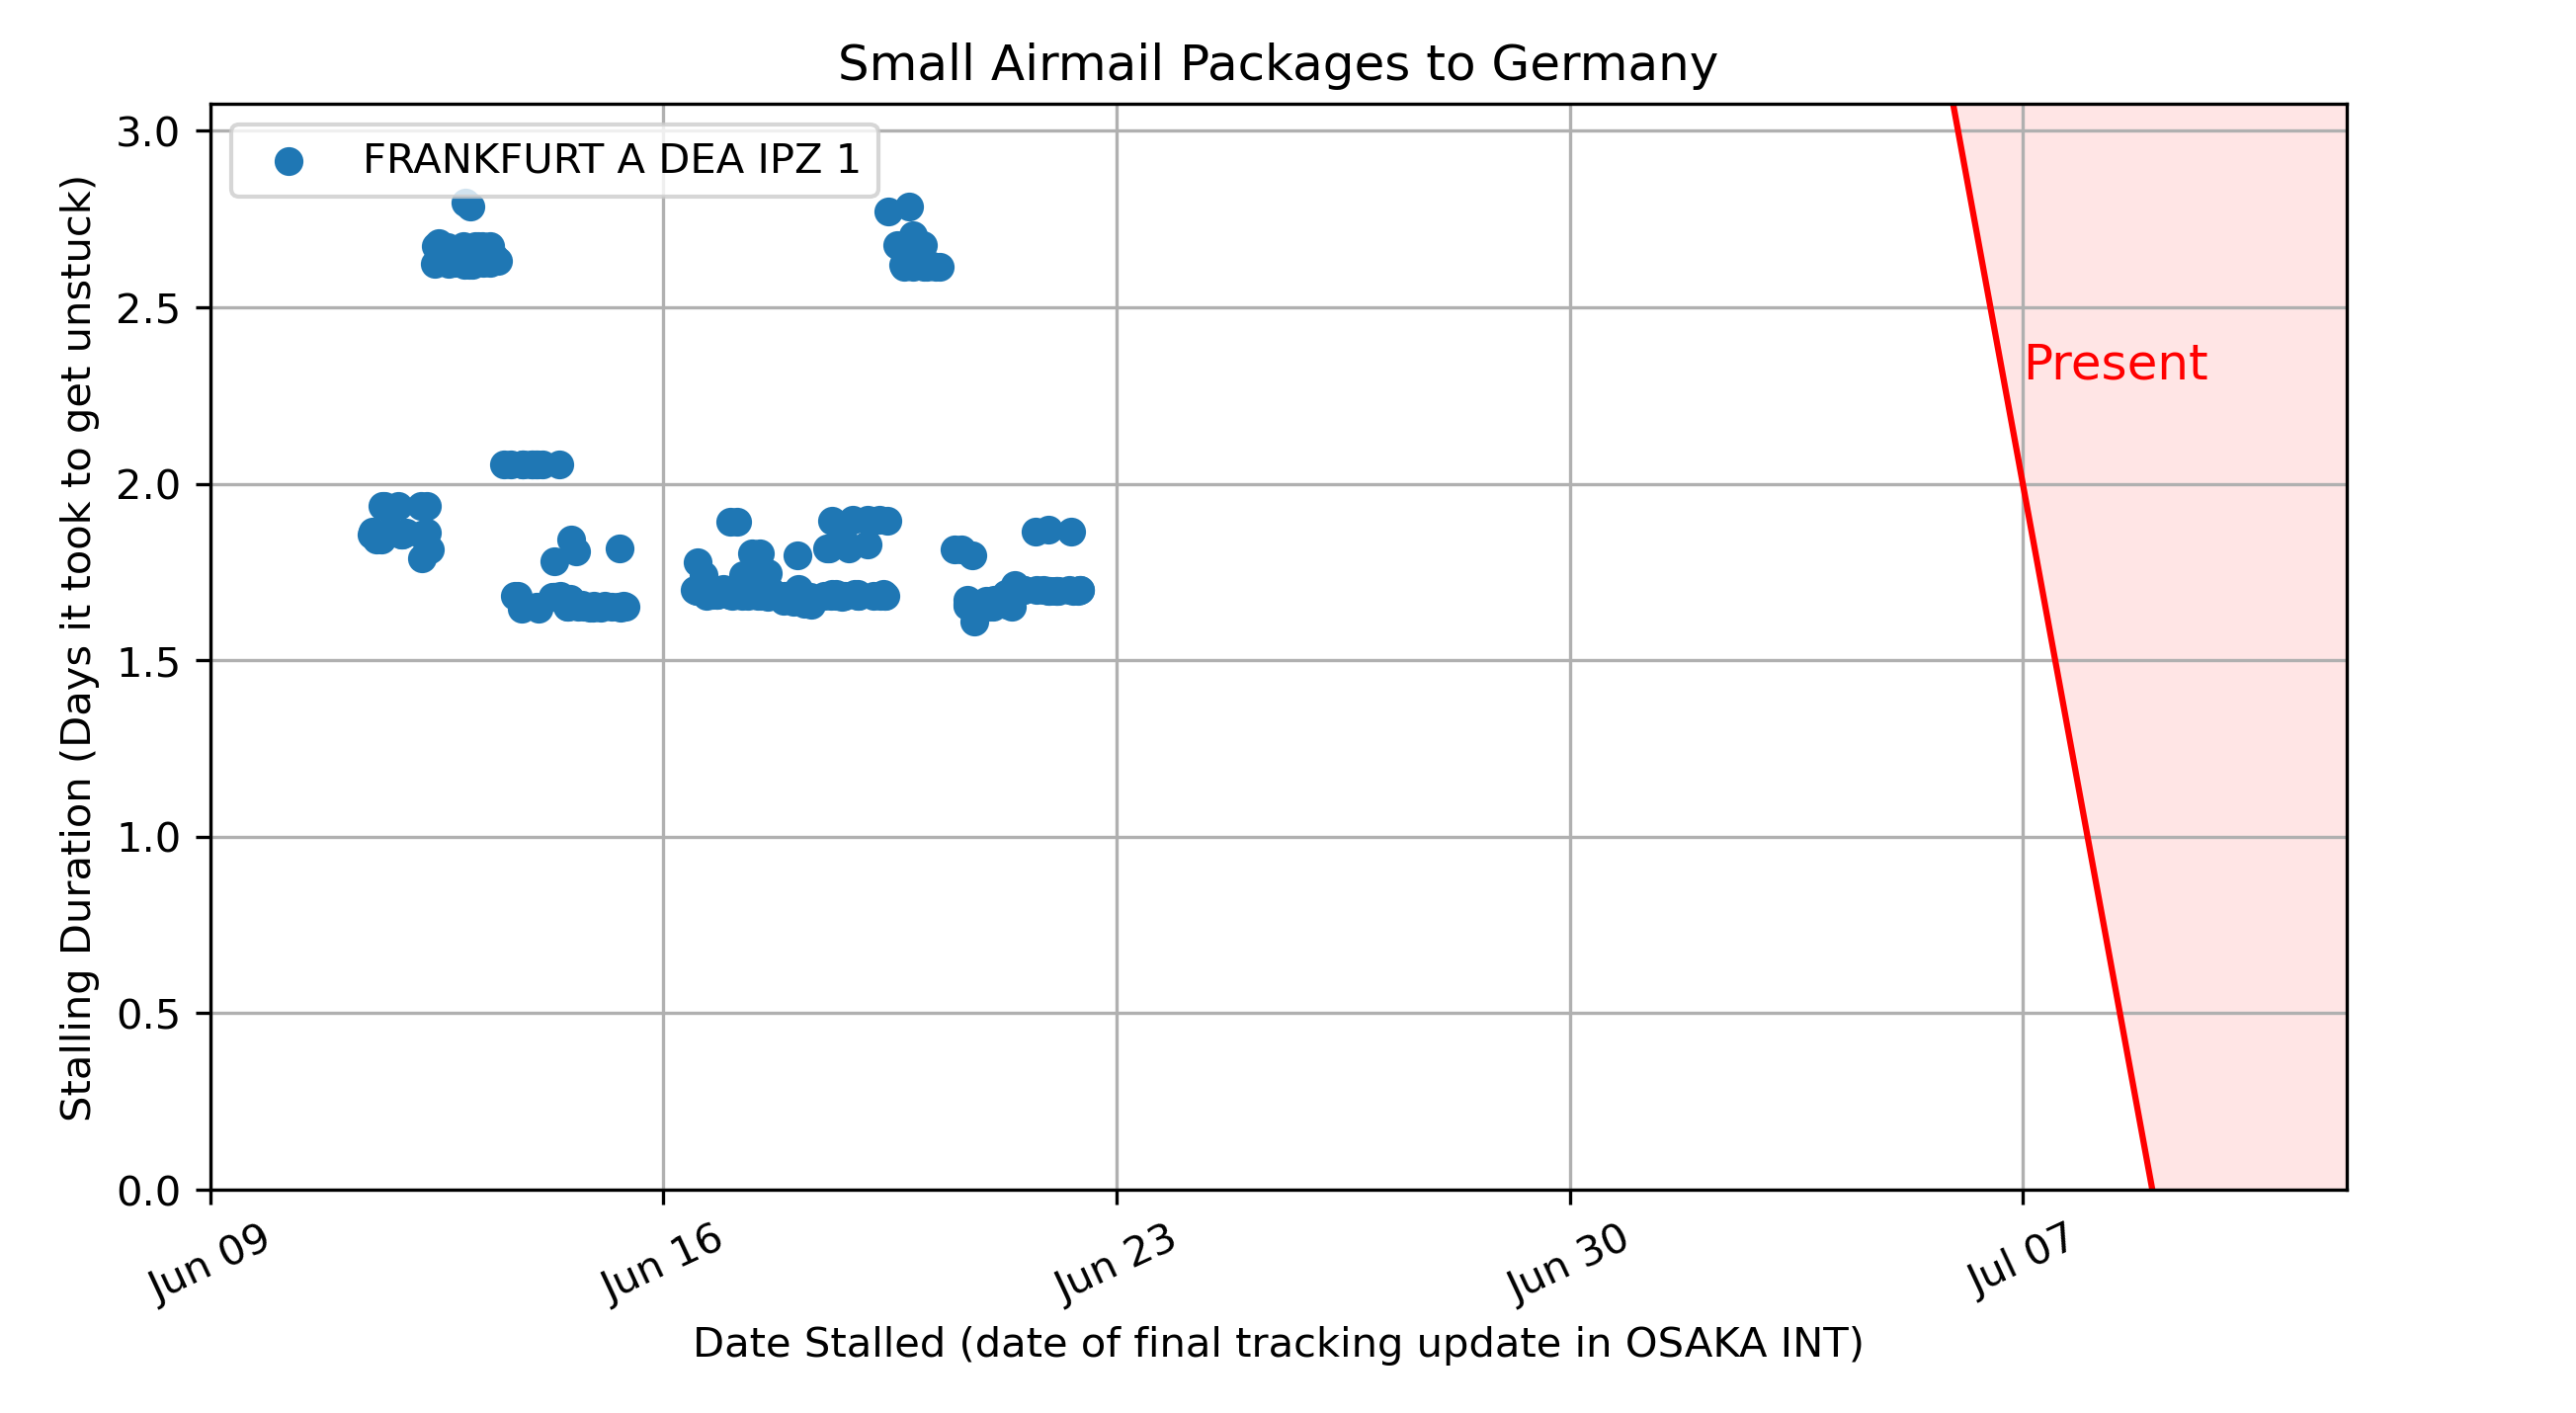 Small Airmail Packages to Germany
FRANKFURT A DEA IPZ 1
Stalling Duration (Days it took to get unstuck)
3.0
2.5
2.0
1.5
1.0
0.5
0.0
Present
Jun 09
Jun 16
Jun 23
Jun 30
Jul 07
Date Stalled (date of final tracking update in OSAKA INT)